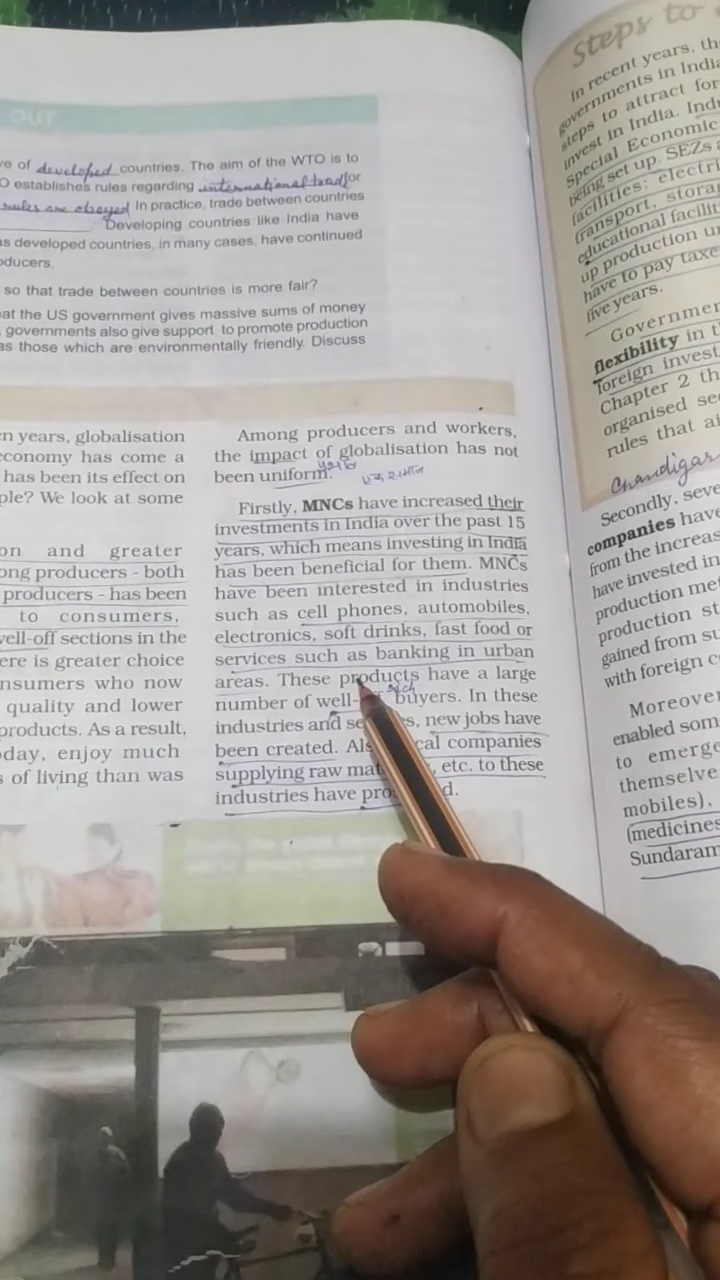 OUT
ve of developed countries. The aim of the WTO is to
O establishes rules regarding international trade for
rules are obeyed In practice, trade between countries
. Developing countries like India have
as developed countries, in many cases, have continued
oducers.
so that trade between countries is more fair?
at the US government gives massive sums of money
governments also give support to promote production
as those which are environmentally friendly. Discuss
en years, globalisation
economy has come a
has been its effect on
ple? We look at some
on and greater
ong producers - both
producers - has been
to consumers,
well-off sections in the
ere is greater choice
nsumers who now
quality and lower
products. As a result,
oday, enjoy much
s of living than was
Among producers and workers,
the impact of globalisation has not
been uniform.
एक समान
Firstly, MNCs have increased their
investments in India over the past 15
years, which means investing in India
has been beneficial for them. MNCs
have been interested in industries
such as cell phones, automobiles,
electronics, soft drinks, fast food or
services such as banking in urban
areas. These products have a large
number of well- buyers. In these
industries and se s, new jobs have
been created. Als cal companies
supplying raw mat , etc. to these
industries have pro d.
Steps to
In recent years, th
governments in India
steps to attract for
invest in India. Indu
Special Economic
being set up. SEZs a
facilities: electri
transport, stora
educational facilit
up production un
have to pay taxe
five years.
Governmen
flexibility in t
foreign invest
Chapter 2 th
organised se
rules that ai
Chandigar
Secondly, seve
companies have
from the increas
have invested in
production met
production st
gained from su
with foreign c
Moreover
enabled som
to emerge
themselve
mobiles),
(medicines
Sundaram